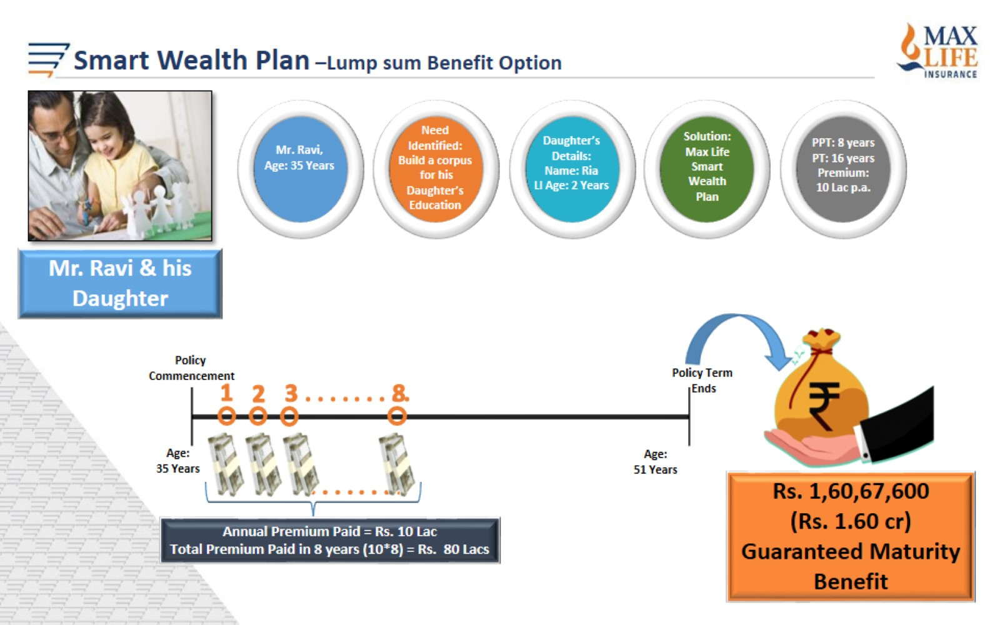 Smart Wealth Plan –Lump sum Benefit Option
MAX
LIFE
INSURANCE
Mr. Ravi,
Age: 35 Years
Need
Identified:
Build a corpus
for his
Daughter's
Education
Daughter's
Details:
Name: Ria
LI Age: 2 Years
Solution:
Max Life
Smart
Wealth
Plan
PPT: 8 years
PT: 16 years
Premium:
10 Lac p.a.
Mr. Ravi & his
Daughter
Policy
Commencement
1 2 3 ....... 8.
Policy Term
Ends
₹
Age:
35 Years
Age:
51 Years
Annual Premium Paid = Rs. 10 Lac
Total Premium Paid in 8 years (10*8) = Rs.  80 Lacs
Rs. 1,60,67,600
(Rs. 1.60 cr)
Guaranteed Maturity
Benefit